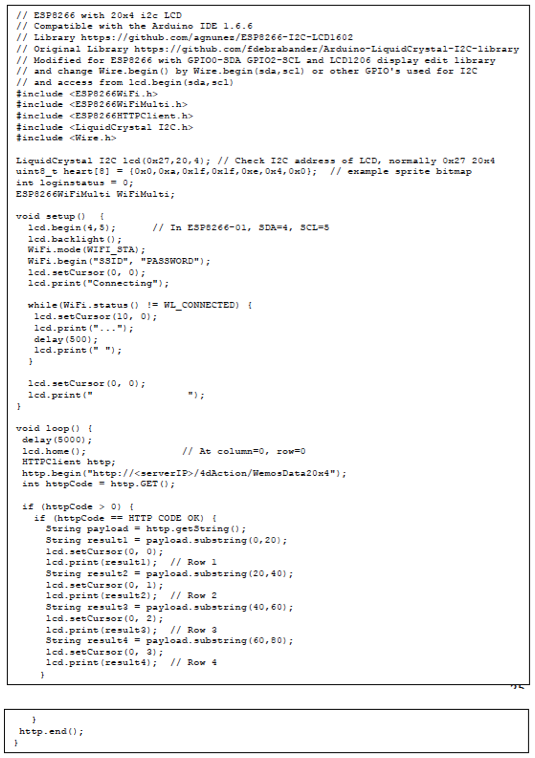 // ESP8266 with 20x4 i2c LCD
// Compatible with the Arduino IDE 1.6.6
// Library https://github.com/agnunez/ESP8266-I2C-LCD1602
// Original Library https://github.com/fdebrabander/Arduino-LiquidCrystal-I2C-library
// Modified for ESP8266 with GPIO0-SDA GPIO2-SCL and LCD1206 display edit library
// and change Wire.begin() by Wire.begin(sda,scl) or other GPIO's used for I2C
// and access from lcd.begin(sda,scl)
#include <ESP8266WiFi.h>
#include <ESP8266WiFiMulti.h>
#include <ESP8266HTTPClient.h>
#include <LiquidCrystal_I2C.h>
#include <Wire.h>

LiquidCrystal_I2C lcd(0x27,20,4); // Check I2C address of LCD, normally 0x27 20x4
uint8_t heart[8] = {0x0,0xa,0x1f,0x1f,0xe,0x4,0x0};  // example sprite bitmap
int loginstatus = 0;
ESP8266WiFiMulti WiFiMulti;

void setup()  {
  lcd.begin(4,5);      // In ESP8266-01, SDA=4, SCL=5
  lcd.backlight();
  WiFi.mode(WIFI_STA);
  WiFi.begin("SSID", "PASSWORD");
  lcd.setCursor(0, 0);
  lcd.print("Connecting");

  while(WiFi.status() != WL_CONNECTED) {
   lcd.setCursor(10, 0);
   lcd.print("...");
   delay(500);
   lcd.print(" ");
  }

  lcd.setCursor(0, 0);
  lcd.print("                ");
}

void loop() {
 delay(5000);
 lcd.home();                // At column=0, row=0
 HTTPClient http;
 http.begin("http://<serverIP>/4dAction/WemosData20x4");
 int httpCode = http.GET();

 if (httpCode > 0) {
   if (httpCode == HTTP_CODE_OK) {
     String payload = http.getString();
     String result1 = payload.substring(0,20);
     lcd.setCursor(0, 0);
     lcd.print(result1);  // Row 1
     String result2 = payload.substring(20,40);
     lcd.setCursor(0, 1);
     lcd.print(result2);  // Row 2
     String result3 = payload.substring(40,60);
     lcd.setCursor(0, 2);
     lcd.print(result3);  // Row 3
     String result4 = payload.substring(60,80);
     lcd.setCursor(0, 3);
     lcd.print(result4);  // Row 4
    }
   }
 http.end();
}